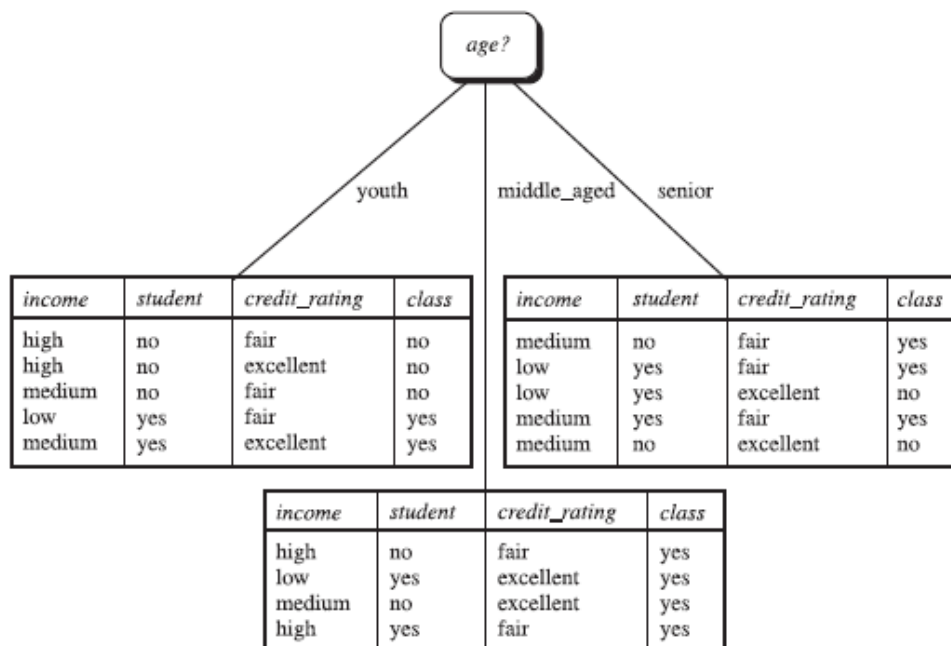 age?
youth
middle_aged
senior
income student credit_rating class
high no fair no
high no excellent no
medium no fair no
low yes fair yes
medium yes excellent yes
income student credit_rating class
medium no fair yes
low yes fair yes
low yes excellent no
medium yes fair yes
medium no excellent no
income student credit_rating class
high no fair yes
low yes excellent yes
medium no excellent yes
high yes fair yes